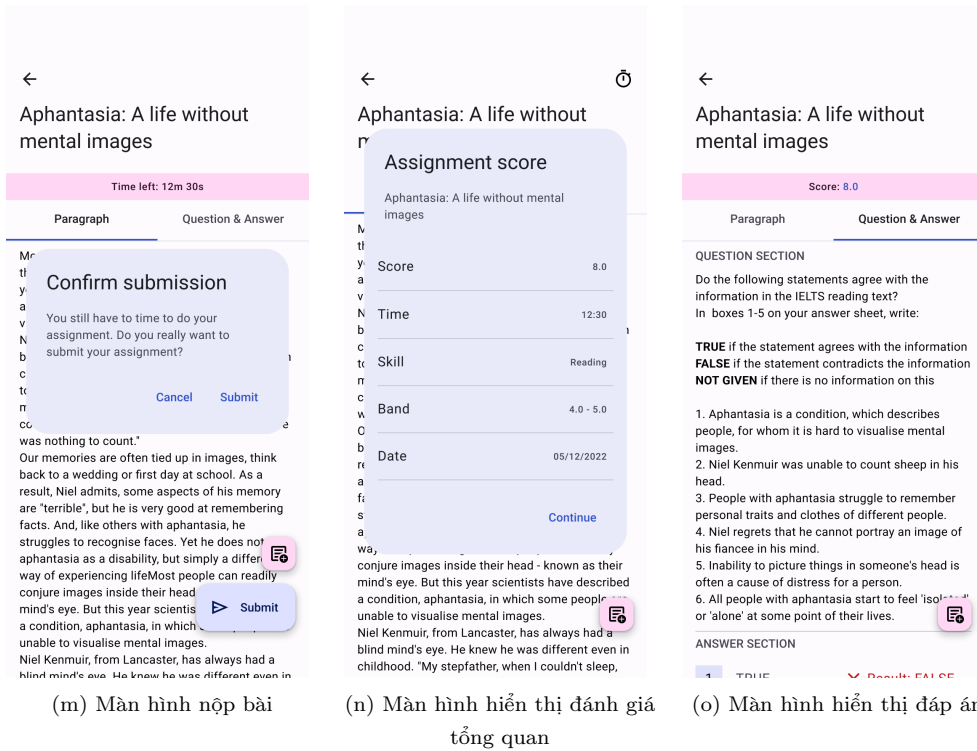 Aphantasia: A life without
mental images
Time left: 12m 30s
Paragraph
Question & Answer
Confirm submission
You still have to time to do your
assignment. Do you really want to
submit your assignment?
Cancel
Submit
was nothing to count."
Our memories are often tied up in images, think
back to a wedding or first day at school. As a
result, Niel admits, some aspects of his memory
are "terrible", but he is very good at remembering
facts. And, like others with aphantasia, he
struggles to recognise faces. Yet he does not
aphantasia as a disability, but simply a differe
way of experiencing lifeMost people can readily
conjure images inside their head
mind's eye. But this year scientis
a condition, aphantasia, in which
unable to visualise mental images.
Submit
Niel Kenmuir, from Lancaster, has always had a
blind mind's eye. He knew he was different even in
(m) Màn hình nộp bài
Aphantasia: A life without
Assignment score
Aphantasia: A life without mental
images
Score
8.0
Time
12:30
Skill
Reading
Band
4.0 - 5.0
Date
05/12/2022
Continue
conjure images inside their head - known as their
mind's eye. But this year scientists have described
a condition, aphantasia, in which some people
unable to visualise mental images.
Niel Kenmuir, from Lancaster, has always had a
blind mind's eye. He knew he was different even in
childhood. "My stepfather, when I couldn't sleep,
(n) Màn hình hiển thị đánh giá
tổng quan
Aphantasia: A life without
mental images
Score: 8.0
Paragraph
Question & Answer
QUESTION SECTION
Do the following statements agree with the
information in the IELTS reading text?
In boxes 1-5 on your answer sheet, write:
TRUE if the statement agrees with the information
FALSE if the statement contradicts the information
NOT GIVEN if there is no information on this
1. Aphantasia is a condition, which describes
people, for whom it is hard to visualise mental
images.
2. Niel Kenmuir was unable to count sheep in his
head.
3. People with aphantasia struggle to remember
personal traits and clothes of different people.
4. Niel regrets that he cannot portray an image of
his fiancee in his mind.
5. Inability to picture things in someone's head is
often a cause of distress for a person.
6. All people with aphantasia start to feel 'isolated'
or 'alone' at some point of their lives.
ANSWER SECTION
1
TRUE
Result: FALSE
(o) Màn hình hiển thị đáp án